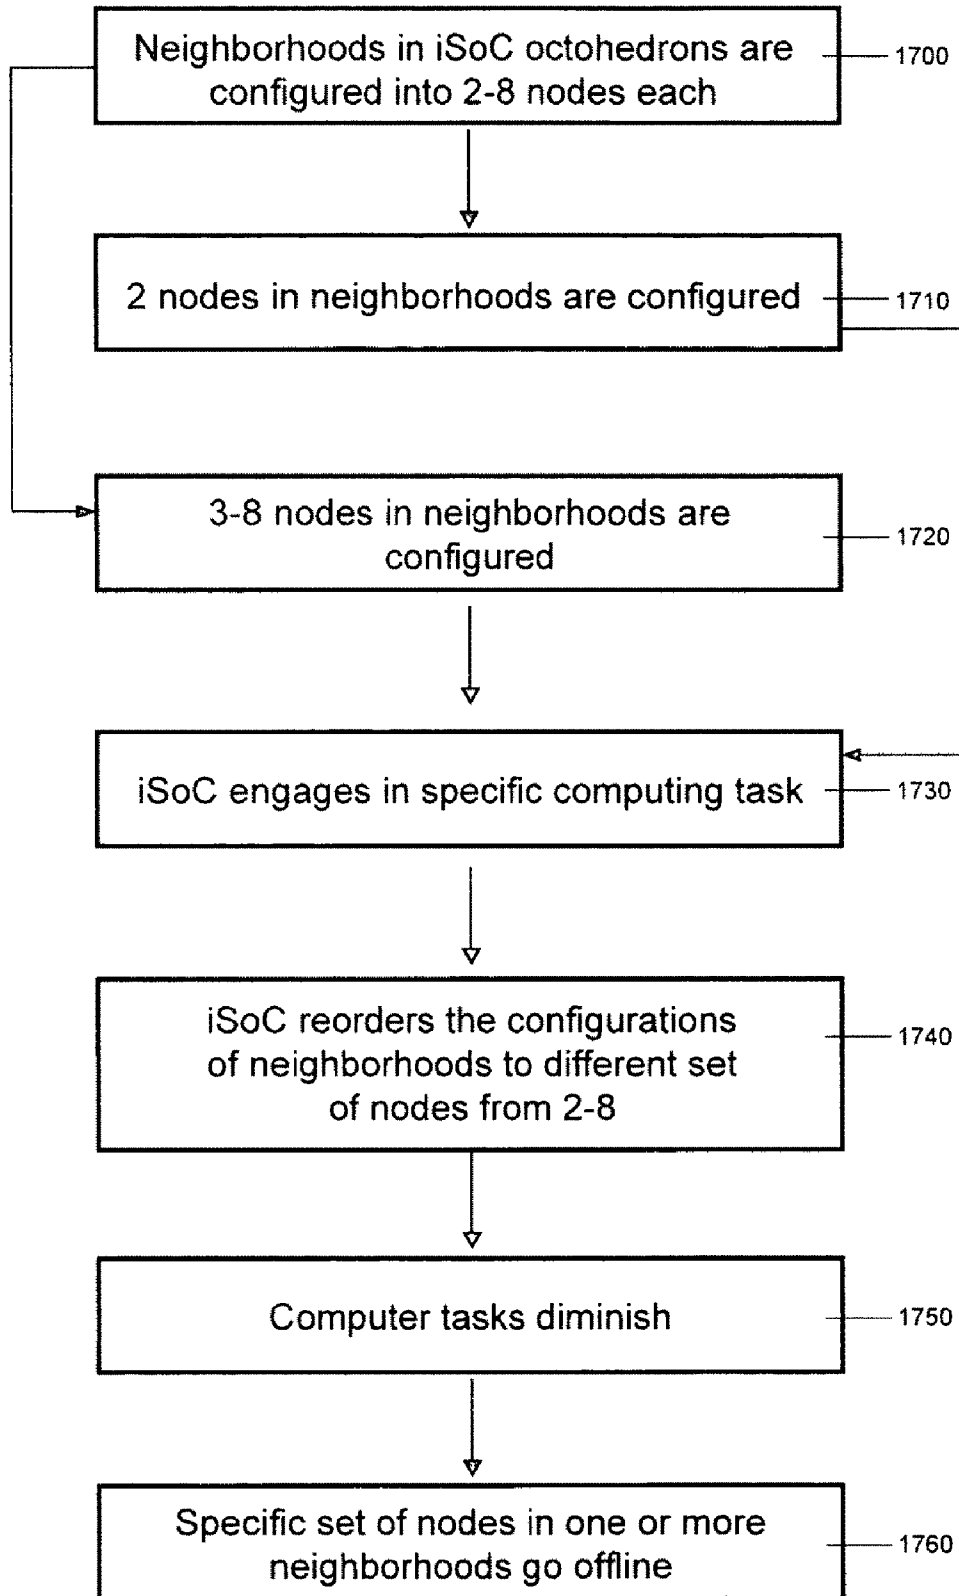 Neighborhoods in iSoC octohedrons are
configured into 2-8 nodes each
1700
2 nodes in neighborhoods are configured
1710
3-8 nodes in neighborhoods are
configured
1720
iSoC engages in specific computing task
1730
iSoC reorders the configurations
of neighborhoods to different set
of nodes from 2-8
1740
Computer tasks diminish
1750
Specific set of nodes in one or more
neighborhoods go offline
1760